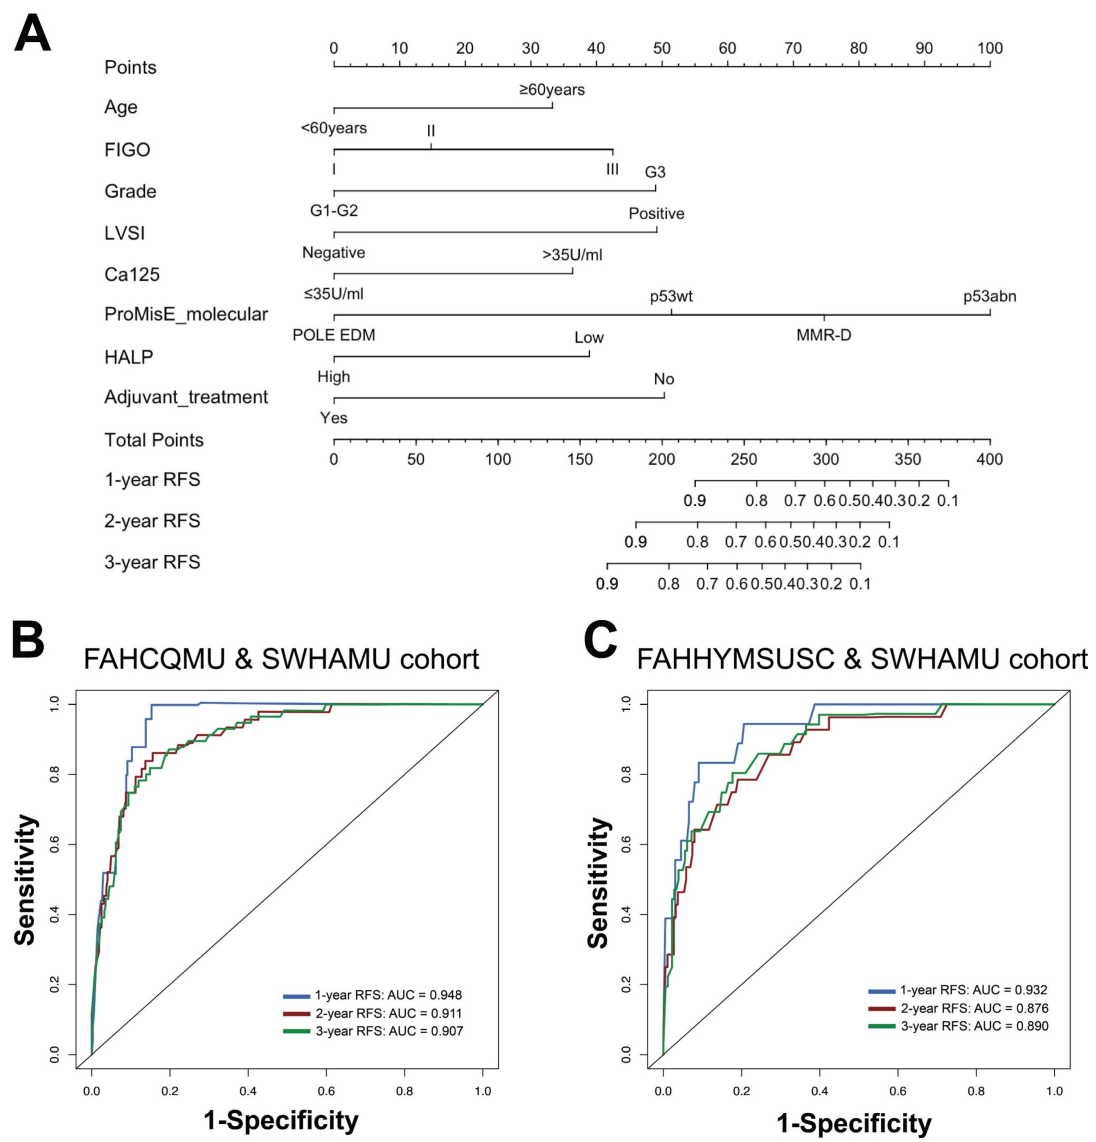 A
0 10 20 30 40 50 60 70 80 90 100
Points
≥60years
Age
<60years II
FIGO
I III G3
Grade
G1-G2 Positive
LVSI
Negative >35U/ml
Ca125
≤35U/ml p53wt p53abn
ProMisE_molecular
POLE EDM Low MMR-D
HALP
High No
Adjuvant_treatment
Yes
Total Points
0 50 100 150 200 250 300 350 400
1-year RFS
0.9 0.8 0.7 0.6 0.5 0.4 0.3 0.2 0.1
2-year RFS
0.9 0.8 0.7 0.6 0.5 0.4 0.3 0.2 0.1
3-year RFS
0.9 0.8 0.7 0.6 0.5 0.4 0.3 0.2 0.1
B
FAHCQMU & SWHAMU cohort
1.0
0.8
0.6
0.4
0.2
0.0
Sensitivity
1-year RFS: AUC = 0.948
2-year RFS: AUC = 0.911
3-year RFS: AUC = 0.907
0.0 0.2 0.4 0.6 0.8 1.0
1-Specificity
C
FAHHYMSUSC & SWHAMU cohort
1.0
0.8
0.6
0.4
0.2
0.0
Sensitivity
1-year RFS: AUC = 0.932
2-year RFS: AUC = 0.876
3-year RFS: AUC = 0.890
0.0 0.2 0.4 0.6 0.8 1.0
1-Specificity